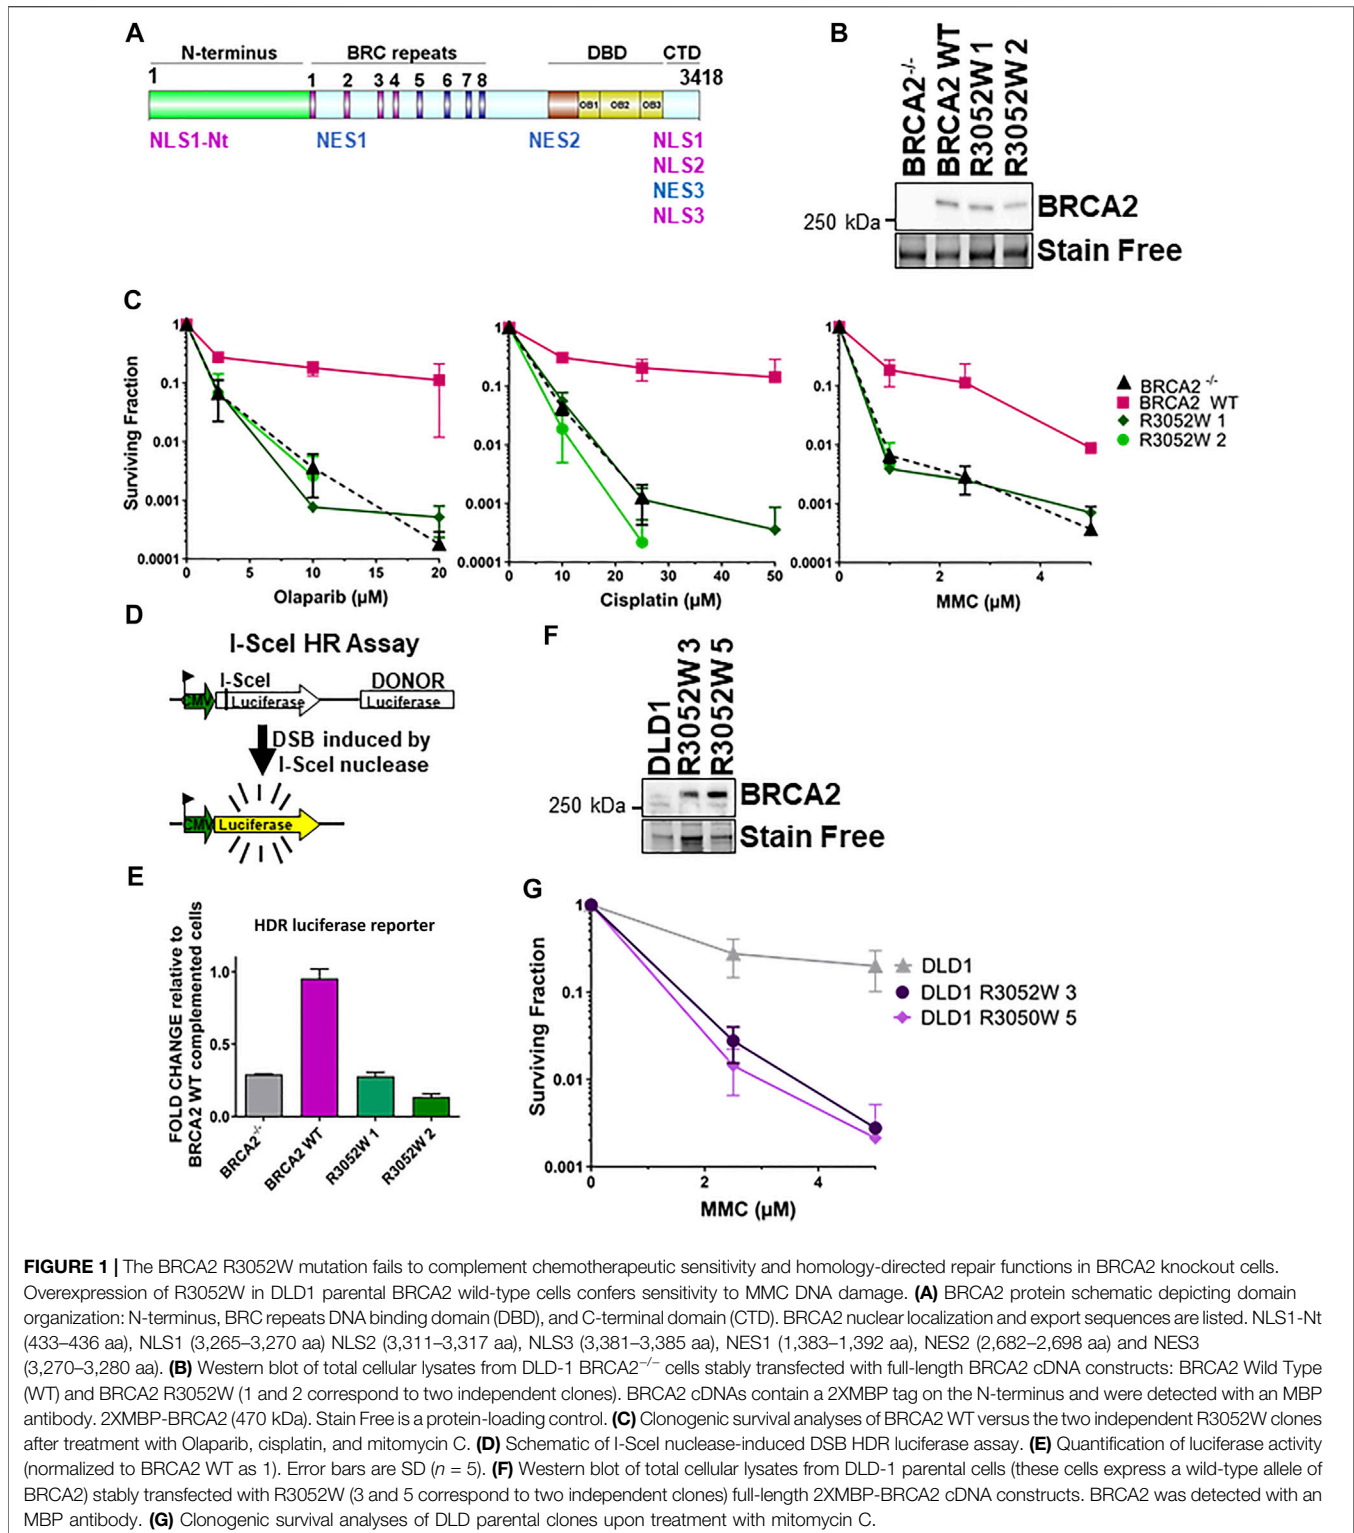 A
N-terminus
BRC repeats
DBD
CTD
1
1 2 3 4 5 6 7 8
3418
OB1 OB2 OB3
NLS1-Nt
NES1
NES2
NLS1
NLS2
NES3
NLS3
B
BRCA2-/-
BRCA2 WT
R3052W 1
R3052W 2
250 kDa
BRCA2
Stain Free
C
Surviving Fraction
1
0.1
0.01
0.001
0.0001
0 5 10 15 20
Olaparib (µM)
1
0.1
0.01
0.001
0.0001
0 10 20 30 40 50
Cisplatin (µM)
1
0.1
0.01
0.001
0.0001
0 2 4
MMC (µM)
BRCA2 -/-
BRCA2 WT
R3052W 1
R3052W 2
D
I-SceI HR Assay
I-SceI
DONOR
CMV
Luciferase
Luciferase
DSB induced by
I-SceI nuclease
CMV
Luciferase
E
HDR luciferase reporter
FOLD CHANGE relative to
BRCA2 WT complemented cells
1.0
0.5
0.0
BRCA2-/-
BRCA2 WT
R3052W 1
R3052W 2
F
DLD1
R3052W 3
R3052W 5
250 kDa
BRCA2
Stain Free
G
Surviving Fraction
1
0.1
0.01
0.001
0 2 4
MMC (µM)
DLD1
DLD1 R3052W 3
DLD1 R3050W 5
FIGURE 1 | The BRCA2 R3052W mutation fails to complement chemotherapeutic sensitivity and homology-directed repair functions in BRCA2 knockout cells.
Overexpression of R3052W in DLD1 parental BRCA2 wild-type cells confers sensitivity to MMC DNA damage. (A) BRCA2 protein schematic depicting domain
organization: N-terminus, BRC repeats DNA binding domain (DBD), and C-terminal domain (CTD). BRCA2 nuclear localization and export sequences are listed. NLS1-Nt
(433–436 aa), NLS1 (3,265–3,270 aa) NLS2 (3,311–3,317 aa), NLS3 (3,381–3,385 aa), NES1 (1,383–1,392 aa), NES2 (2,682–2,698 aa) and NES3
(3,270–3,280 aa). (B) Western blot of total cellular lysates from DLD-1 BRCA2−/− cells stably transfected with full-length BRCA2 cDNA constructs: BRCA2 Wild Type
(WT) and BRCA2 R3052W (1 and 2 correspond to two independent clones). BRCA2 cDNAs contain a 2XMBP tag on the N-terminus and were detected with an MBP
antibody. 2XMBP-BRCA2 (470 kDa). Stain Free is a protein-loading control. (C) Clonogenic survival analyses of BRCA2 WT versus the two independent R3052W clones
after treatment with Olaparib, cisplatin, and mitomycin C. (D) Schematic of I-SceI nuclease-induced DSB HDR luciferase assay. (E) Quantification of luciferase activity
(normalized to BRCA2 WT as 1). Error bars are SD (n = 5). (F) Western blot of total cellular lysates from DLD-1 parental cells (these cells express a wild-type allele of
BRCA2) stably transfected with R3052W (3 and 5 correspond to two independent clones) full-length 2XMBP-BRCA2 cDNA constructs. BRCA2 was detected with an
MBP antibody. (G) Clonogenic survival analyses of DLD parental clones upon treatment with mitomycin C.